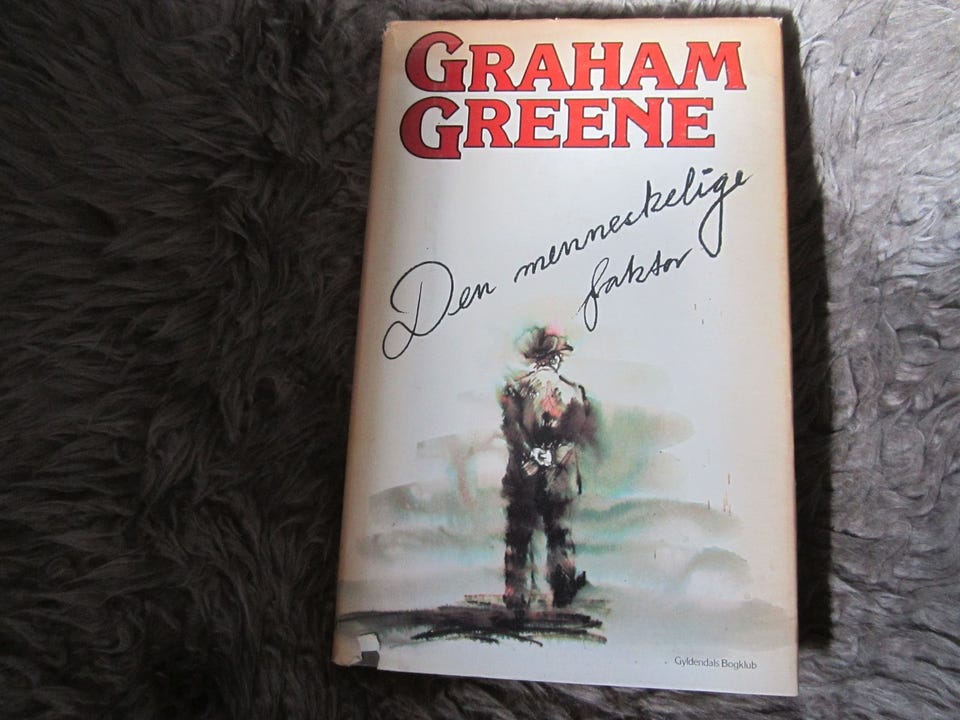 GRAHAM
GREENE
Den menneskelige
faktor
Gyldendals Bogklub